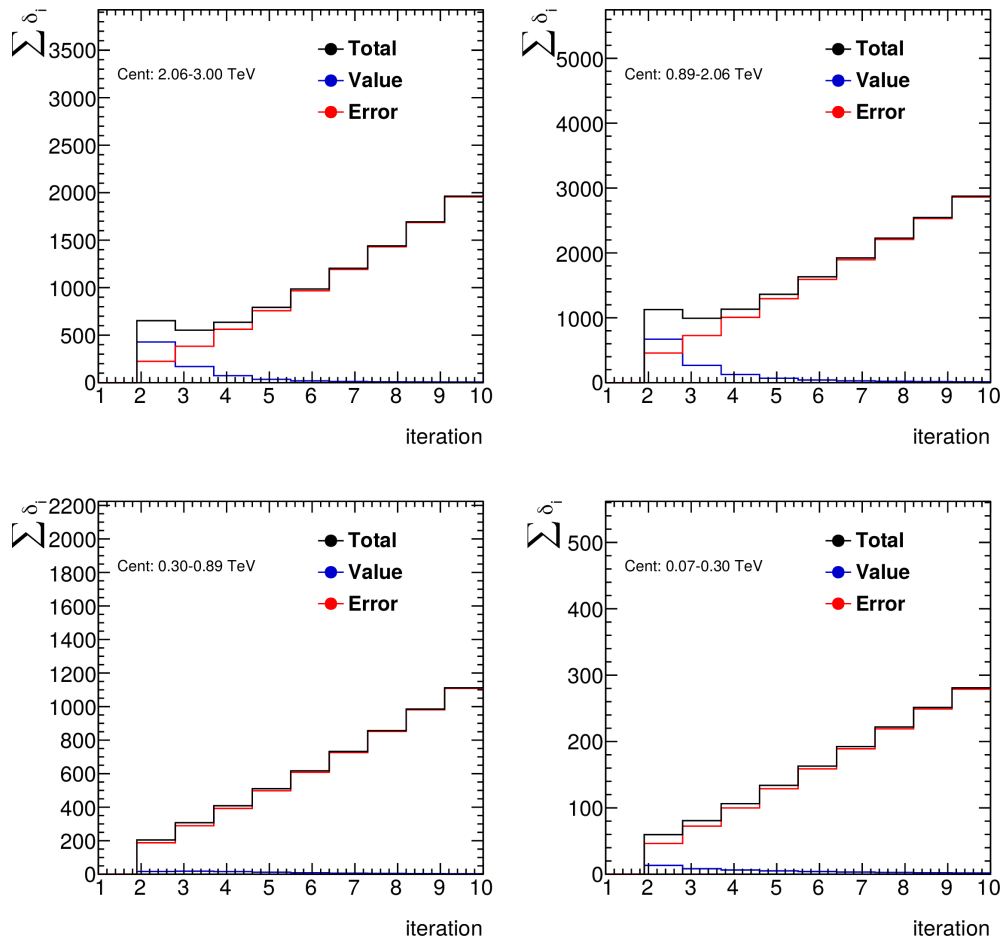 ∑ δi
3500
3000
2500
2000
1500
1000
500
0
Cent: 2.06-3.00 TeV
Total
Value
Error
1 2 3 4 5 6 7 8 9 10
iteration
∑ δi
5000
4000
3000
2000
1000
0
Cent: 0.89-2.06 TeV
Total
Value
Error
1 2 3 4 5 6 7 8 9 10
iteration
∑ δi
2200
2000
1800
1600
1400
1200
1000
800
600
400
200
0
Cent: 0.30-0.89 TeV
Total
Value
Error
1 2 3 4 5 6 7 8 9 10
iteration
∑ δi
500
400
300
200
100
0
Cent: 0.07-0.30 TeV
Total
Value
Error
1 2 3 4 5 6 7 8 9 10
iteration